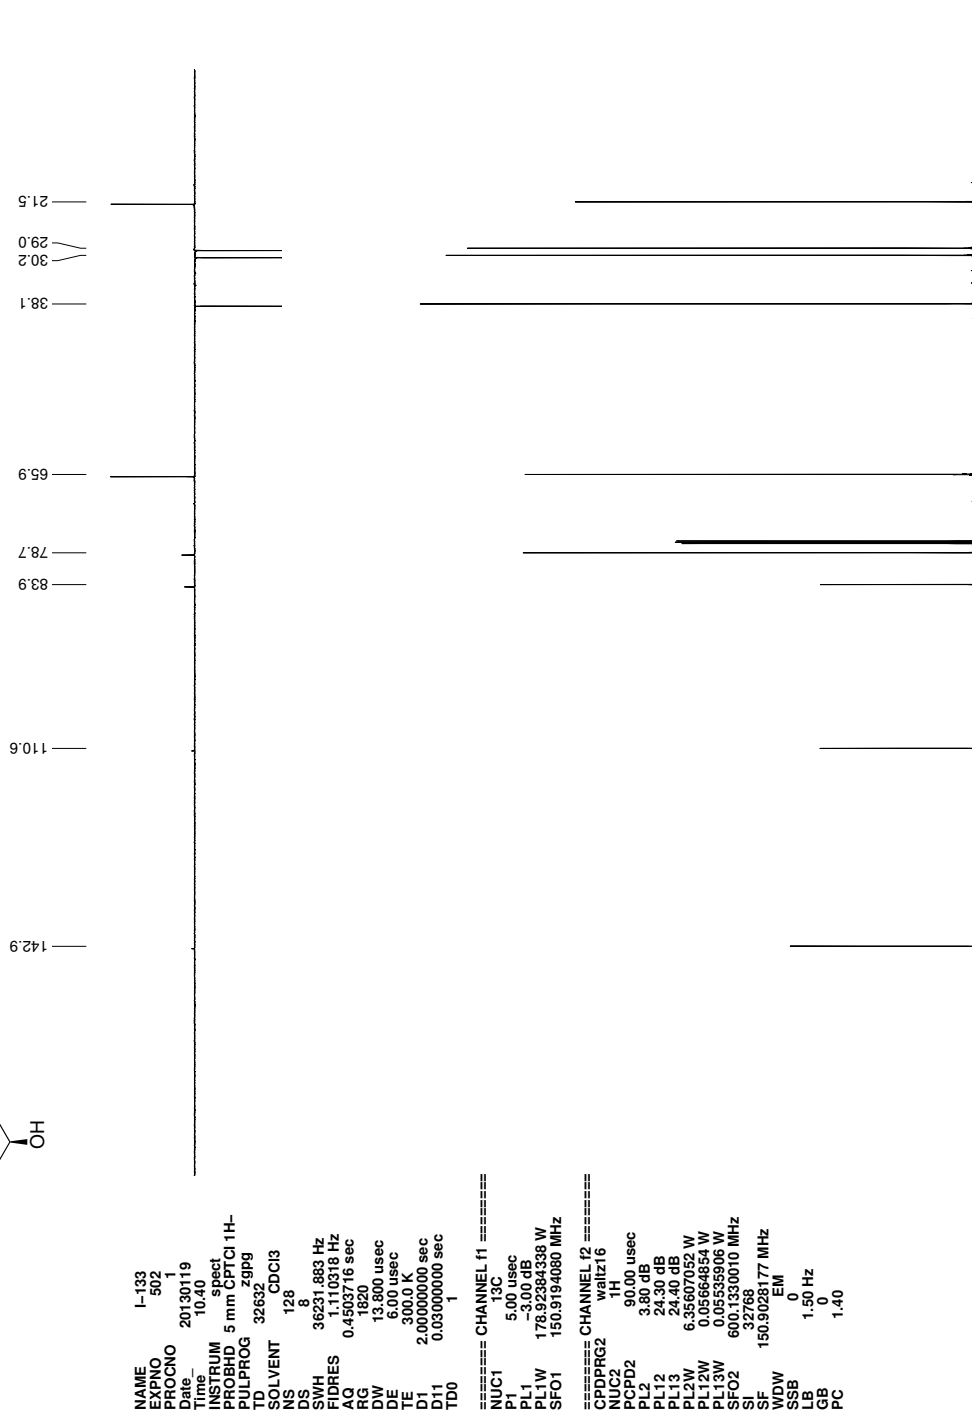 142.9
110.6
83.9
78.7
65.9
38.1
30.2
29.0
21.5
HO
NAME I-133
EXPNO 502
PROCNO 1
Date_ 20130119
Time 10.40
INSTRUM spect
PROBHD 5 mm CPTCI 1H-
PULPROG zgpg
TD 32632
SOLVENT CDCl3
NS 128
DS 8
SWH 36231.883 Hz
FIDRES 1.110318 Hz
AQ 0.4503716 sec
RG 1820
DW 13.800 usec
DE 6.00 usec
TE 300.0 K
D1 2.00000000 sec
D11 0.03000000 sec
TD0 1
======== CHANNEL f1 ========
NUC1 13C
P1 5.00 usec
PL1 -3.00 dB
PL1W 178.92384338 W
SFO1 150.9194080 MHz
======== CHANNEL f2 ========
CPDPRG2 waltz16
NUC2 1H
PCPD2 90.00 usec
PL2 3.80 dB
PL12 24.30 dB
PL13 24.40 dB
PL2W 6.35607052 W
PL12W 0.05664854 W
PL13W 0.05535906 W
SFO2 600.1330010 MHz
SI 32768
SF 150.9028177 MHz
WDW EM
SSB 0
LB 1.50 Hz
GB 0
PC 1.40